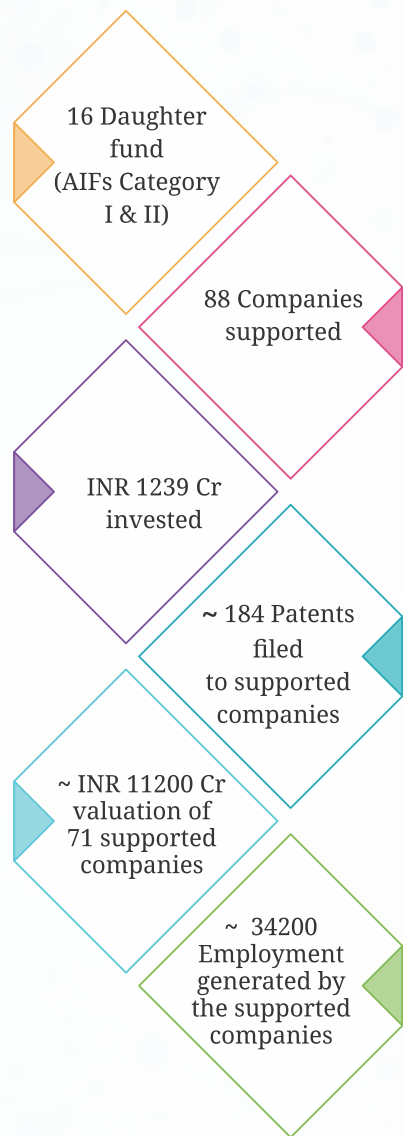 16 Daughter
fund
(AIFs Category
I & II)
88 Companies
supported
INR 1239 Cr
invested
~ 184 Patents
filed
to supported
companies
~ INR 11200 Cr
valuation of
71 supported
companies
~ 34200
Employment
generated by
the supported
companies